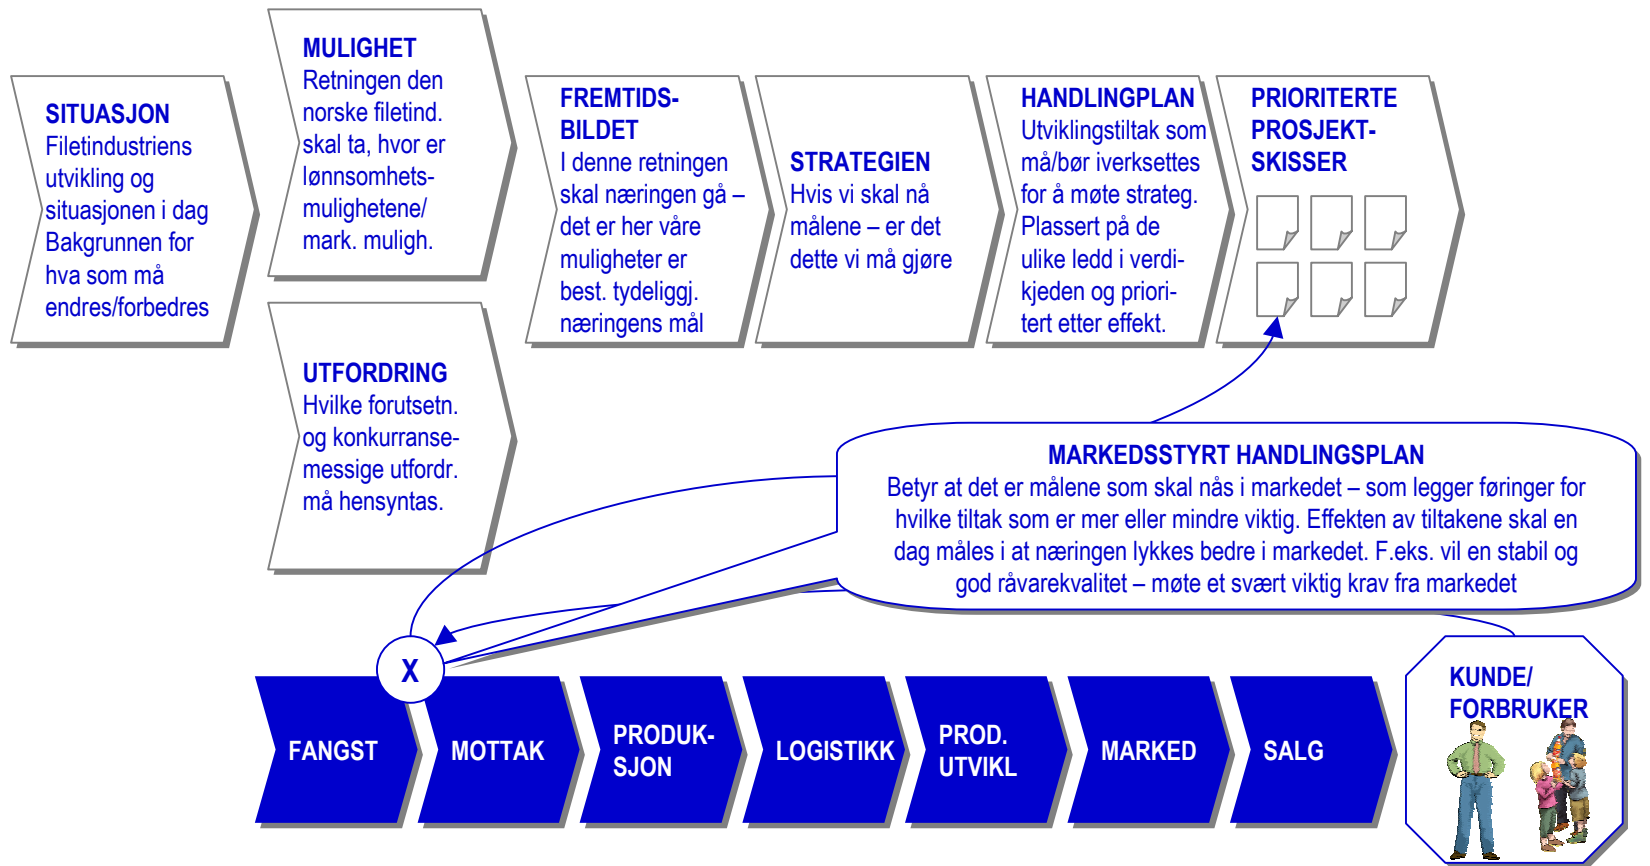 SITUASJON
Filetindustriens
utvikling og
situasjonen i dag
Bakgrunnen for
hva som må
endres/forbedres
MULIGHET
Retningen den
norske filetind.
skal ta, hvor er
lønnsomhets-
mulighetene/
mark. muligh.
UTFORDRING
Hvilke forutsetn.
og konkurranse-
messige utfordr.
må hensyntas.
FREMTIDS-
BILDET
I denne retningen
skal næringen gå –
det er her våre
muligheter er
best. tydeliggj.
næringens mål
STRATEGIEN
Hvis vi skal nå
målene – er det
dette vi må gjøre
HANDLINGPLAN
Utviklingstiltak som
må/bør iverksettes
for å møte strateg.
Plassert på de
ulike ledd i verdi-
kjeden og priori-
tert etter effekt.
PRIORITERTE
PROSJEKT-
SKISSER
MARKEDSSTYRT HANDLINGSPLAN
Betyr at det er målene som skal nås i markedet – som legger føringer for
hvilke tiltak som er mer eller mindre viktig. Effekten av tiltakene skal en
dag måles i at næringen lykkes bedre i markedet. F.eks. vil en stabil og
god råvarekvalitet – møte et svært viktig krav fra markedet
X
FANGST
MOTTAK
PRODUK-
SJON
LOGISTIKK
PROD.
UTVIKL
MARKED
SALG
KUNDE/
FORBRUKER